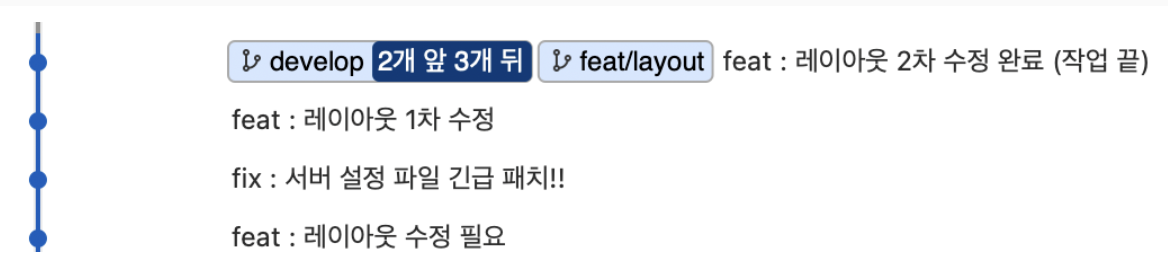 develop 2개 앞 3개 뒤 feat/layout feat : 레이아웃 2차 수정 완료 (작업 끝)
feat : 레이아웃 1차 수정
fix : 서버 설정 파일 긴급 패치!!
feat : 레이아웃 수정 필요